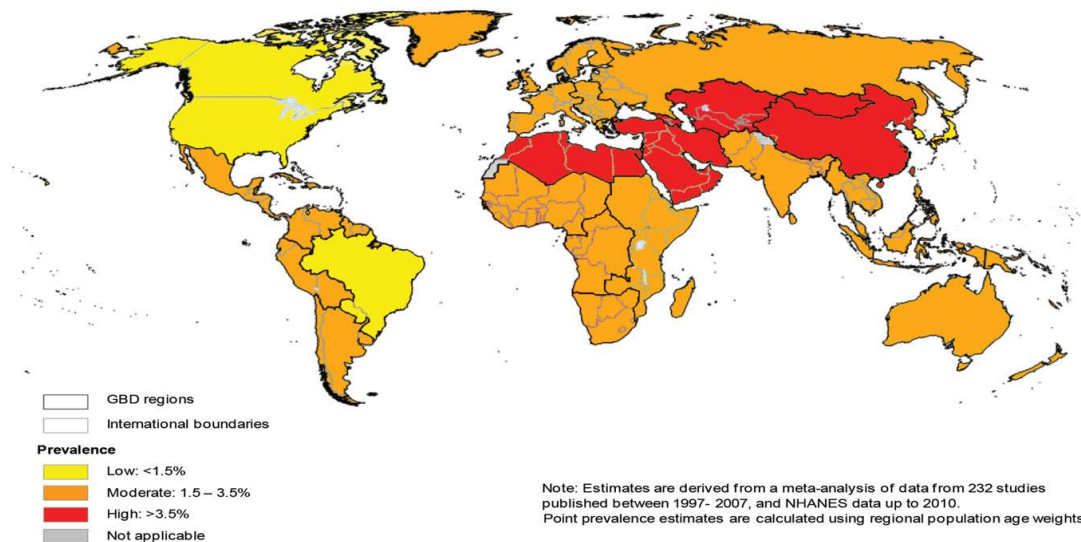 GBD regions
International boundaries
Prevalence
Low: <1.5%
Moderate: 1.5 – 3.5%
High: >3.5%
Not applicable
Note: Estimates are derived from a meta-analysis of data from 232 studies
published between 1997- 2007, and NHANES data up to 2010.
Point prevalence estimates are calculated using regional population age weights